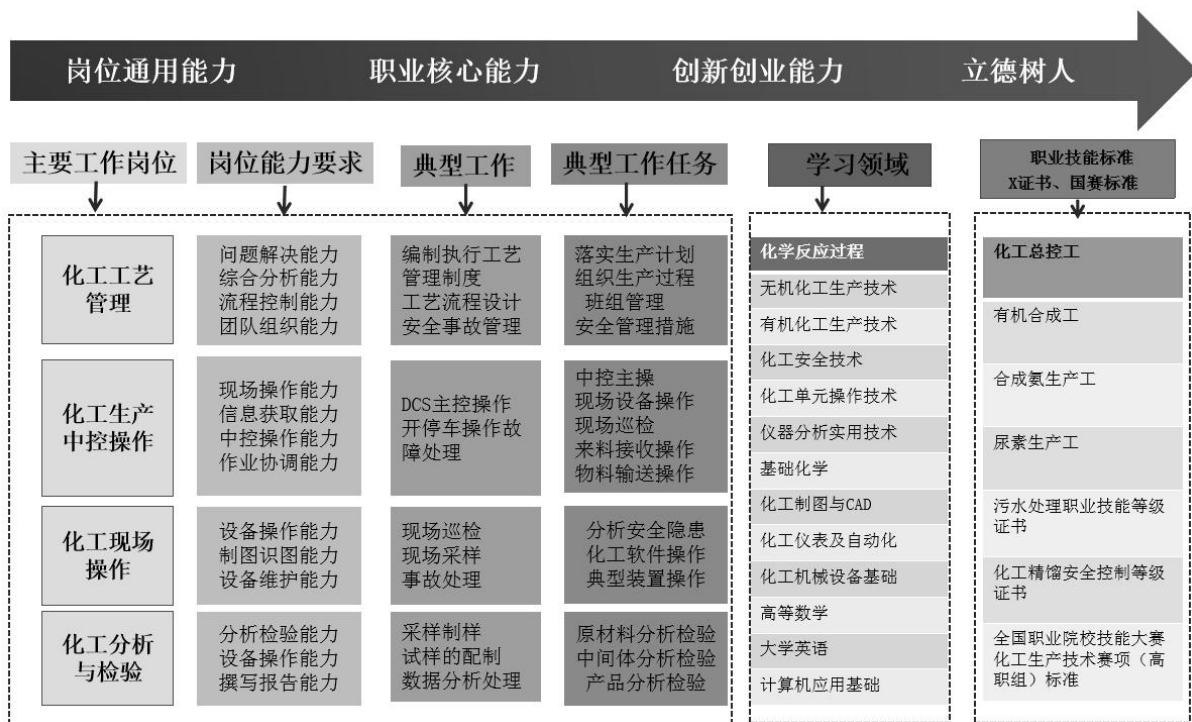 岗位通用能力
职业核心能力
创新创业能力
立德树人
主要工作岗位
岗位能力要求
典型工作
典型工作任务
学习领域
职业技能标准
X证书、国赛标准
化工工艺
管理
问题解决能力
综合分析能力
流程控制能力
团队组织能力
编制执行工艺
管理制度
工艺流程设计
安全事故管理
落实生产计划
组织生产过程
班组管理
安全管理措施
化工生产
中控操作
现场操作能力
信息获取能力
中控操作能力
作业协调能力
DCS主控操作
开停车操作故
障处理
中控主操
现场设备操作
现场巡检
来料接收操作
物料输送操作
化工现场
操作
设备操作能力
制图识图能力
设备维护能力
现场巡检
现场采样
事故处理
分析安全隐患
化工软件操作
典型装置操作
化工分析
与检验
分析检验能力
设备操作能力
撰写报告能力
采样制样
试样的配制
数据分析处理
原材料分析检验
中间体分析检验
产品分析检验
化学反应过程
无机化工生产技术
有机化工生产技术
化工安全技术
化工单元操作技术
仪器分析实用技术
基础化学
化工制图与CAD
化工仪表及自动化
化工机械设备基础
高等数学
大学英语
计算机应用基础
化工总控工
有机合成工
合成氨生产工
尿素生产工
污水处理职业技能等级
证书
化工精馏安全控制等级
证书
全国职业院校技能大赛
化工生产技术赛项（高
职组）标准